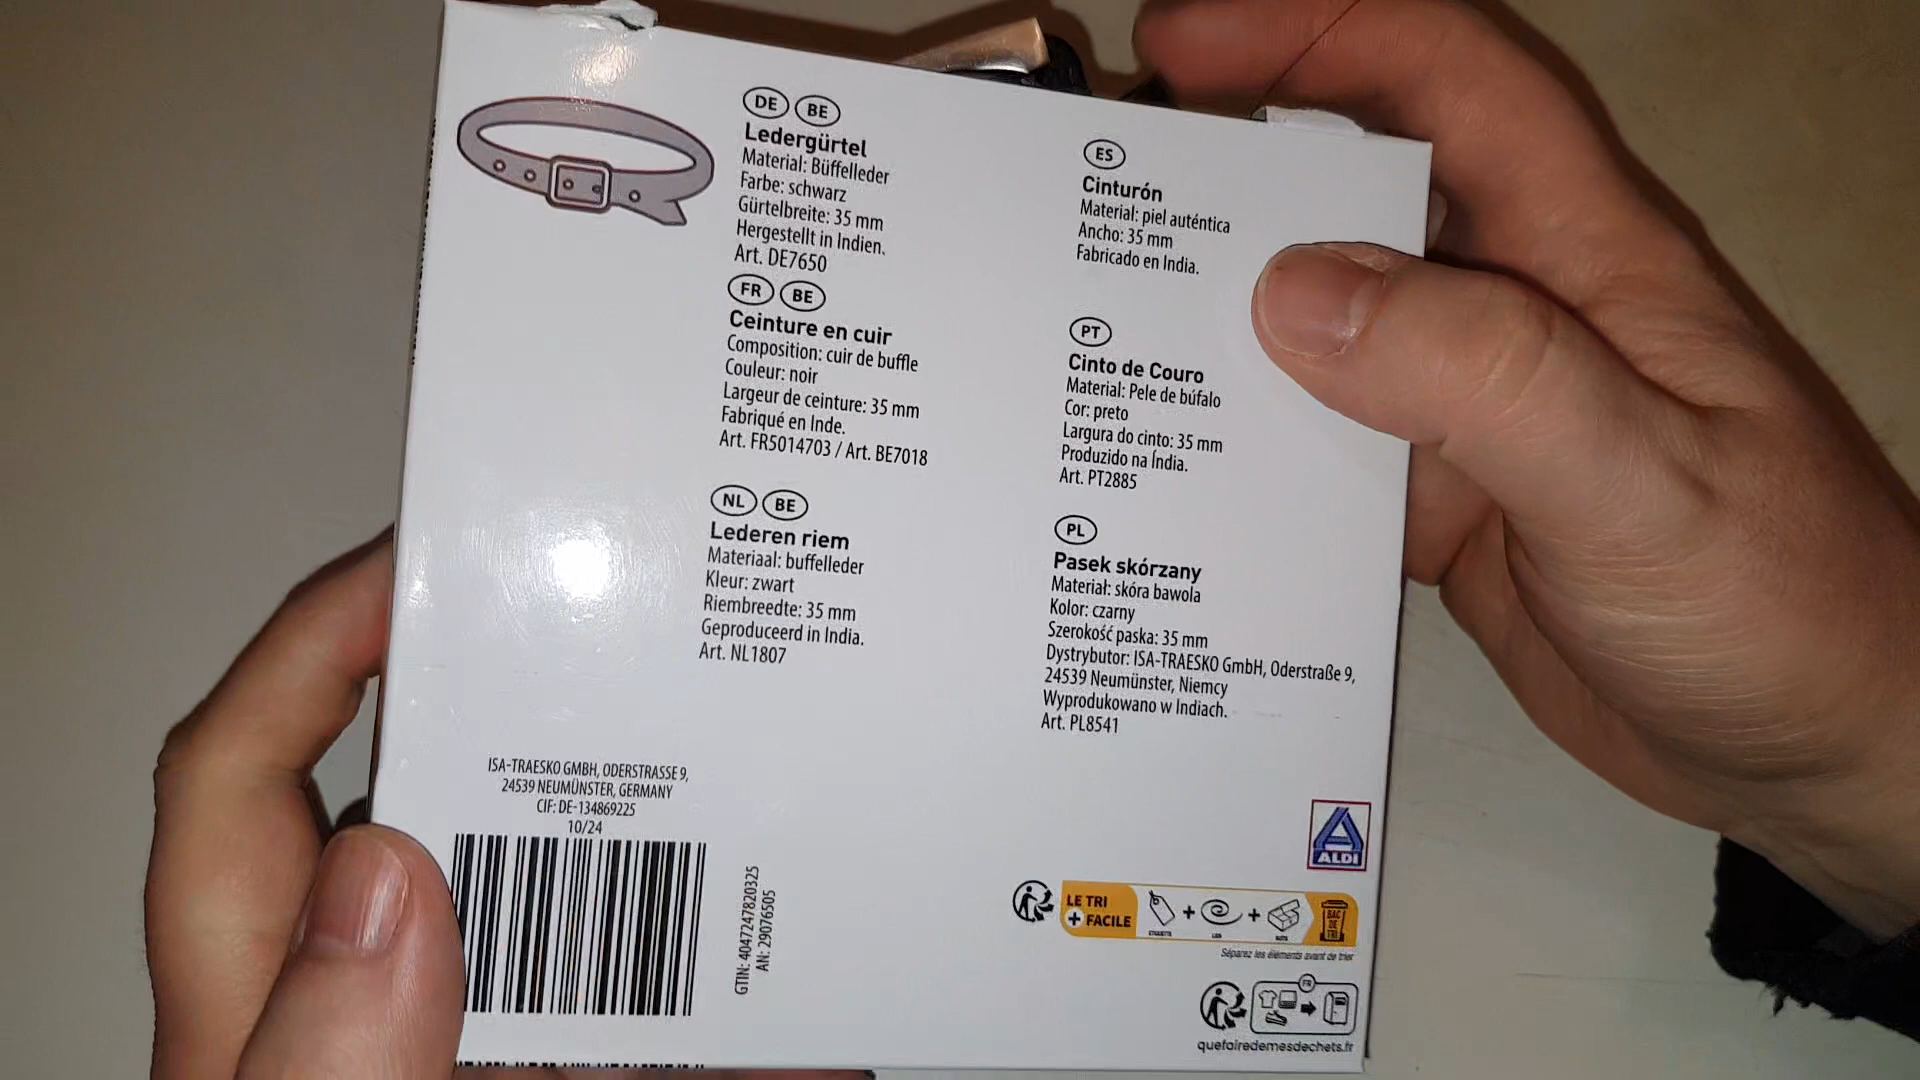 DE BE
Ledergürtel
Material: Büffelleder
Farbe: schwarz
Gürtelbreite: 35 mm
Hergestellt in Indien.
Art. DE7650
FR BE
Ceinture en cuir
Composition: cuir de buffle
Couleur: noir
Largeur de ceinture: 35 mm
Fabriqué en Inde.
Art. FR5014703 / Art. BE7018
NL BE
Lederen riem
Materiaal: buffelleder
Kleur: zwart
Riembreedte: 35 mm
Geproduceerd in India.
Art. NL1807
ES
Cinturón
Material: piel auténtica
Ancho: 35 mm
Fabricado en India.
PT
Cinto de Couro
Material: Pele de búfalo
Cor: preto
Largura do cinto: 35 mm
Produzido na Índia.
Art. PT2885
PL
Pasek skórzany
Materiał: skóra bawola
Kolor: czarny
Szerokość paska: 35 mm
Dystrybutor: ISA-TRAESKO GmbH, Oderstraße 9,
24539 Neumünster, Niemcy
Wyprodukowano w Indiach.
Art. PL8541
ISA-TRAESKO GMBH, ODERSTRASSE 9,
24539 NEUMÜNSTER, GERMANY
CIF: DE-134869225
10/24
GTIN: 4047247820325
AN: 29076505
ALDI
LE TRI
+ FACILE
+ +
BAC
DE
TRI
Séparez les éléments avant de trier
FR
quefairedemesdechets.fr